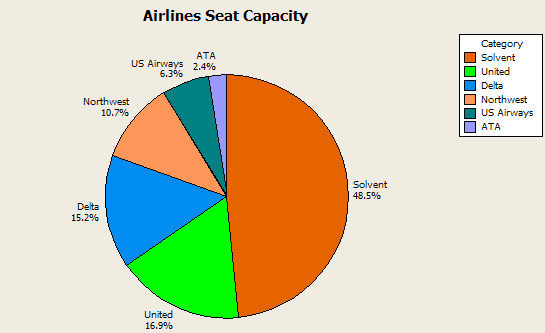 Airlines Seat Capacity
ATA
2.4%
US Airways
6.3%
Northwest
10.7%
Delta
15.2%
United
16.9%
Solvent
48.5%
Category
Solvent
United
Delta
Northwest
US Airways
ATA